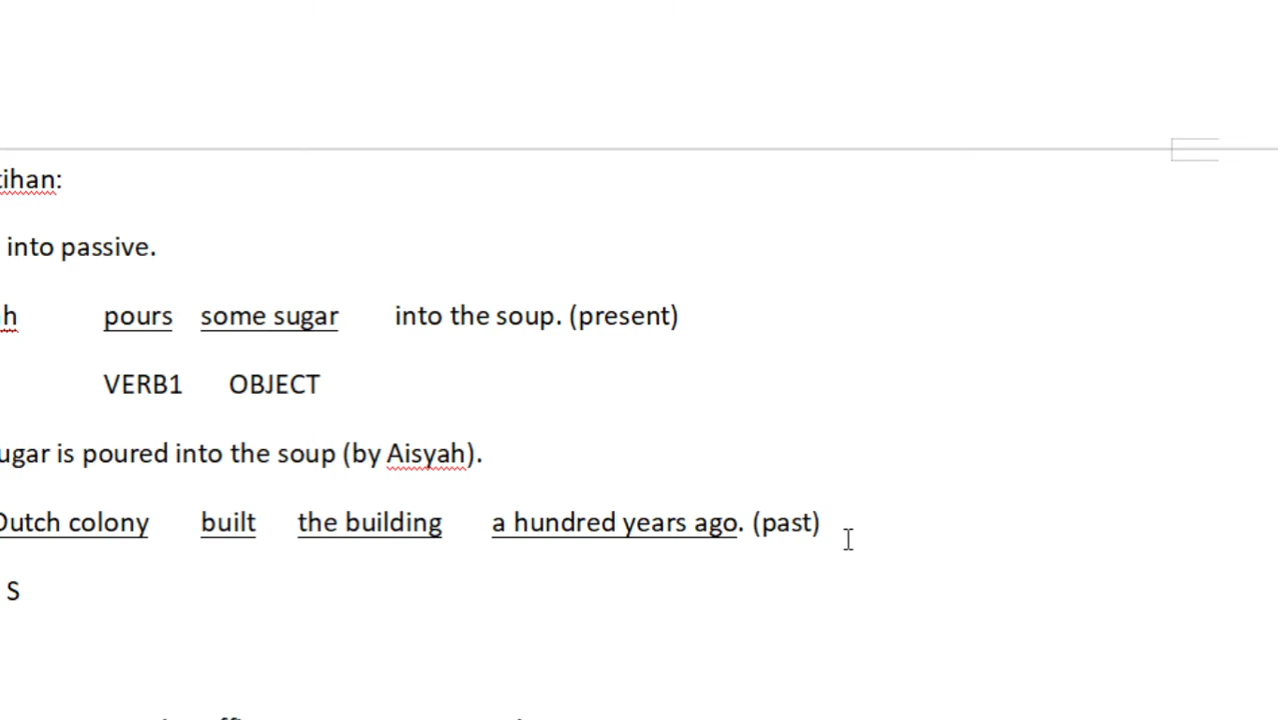 tihan:
into passive.
h pours some sugar into the soup. (present)
VERB1 OBJECT
ugar is poured into the soup (by Aisyah).
Dutch colony built the building a hundred years ago. (past)
S